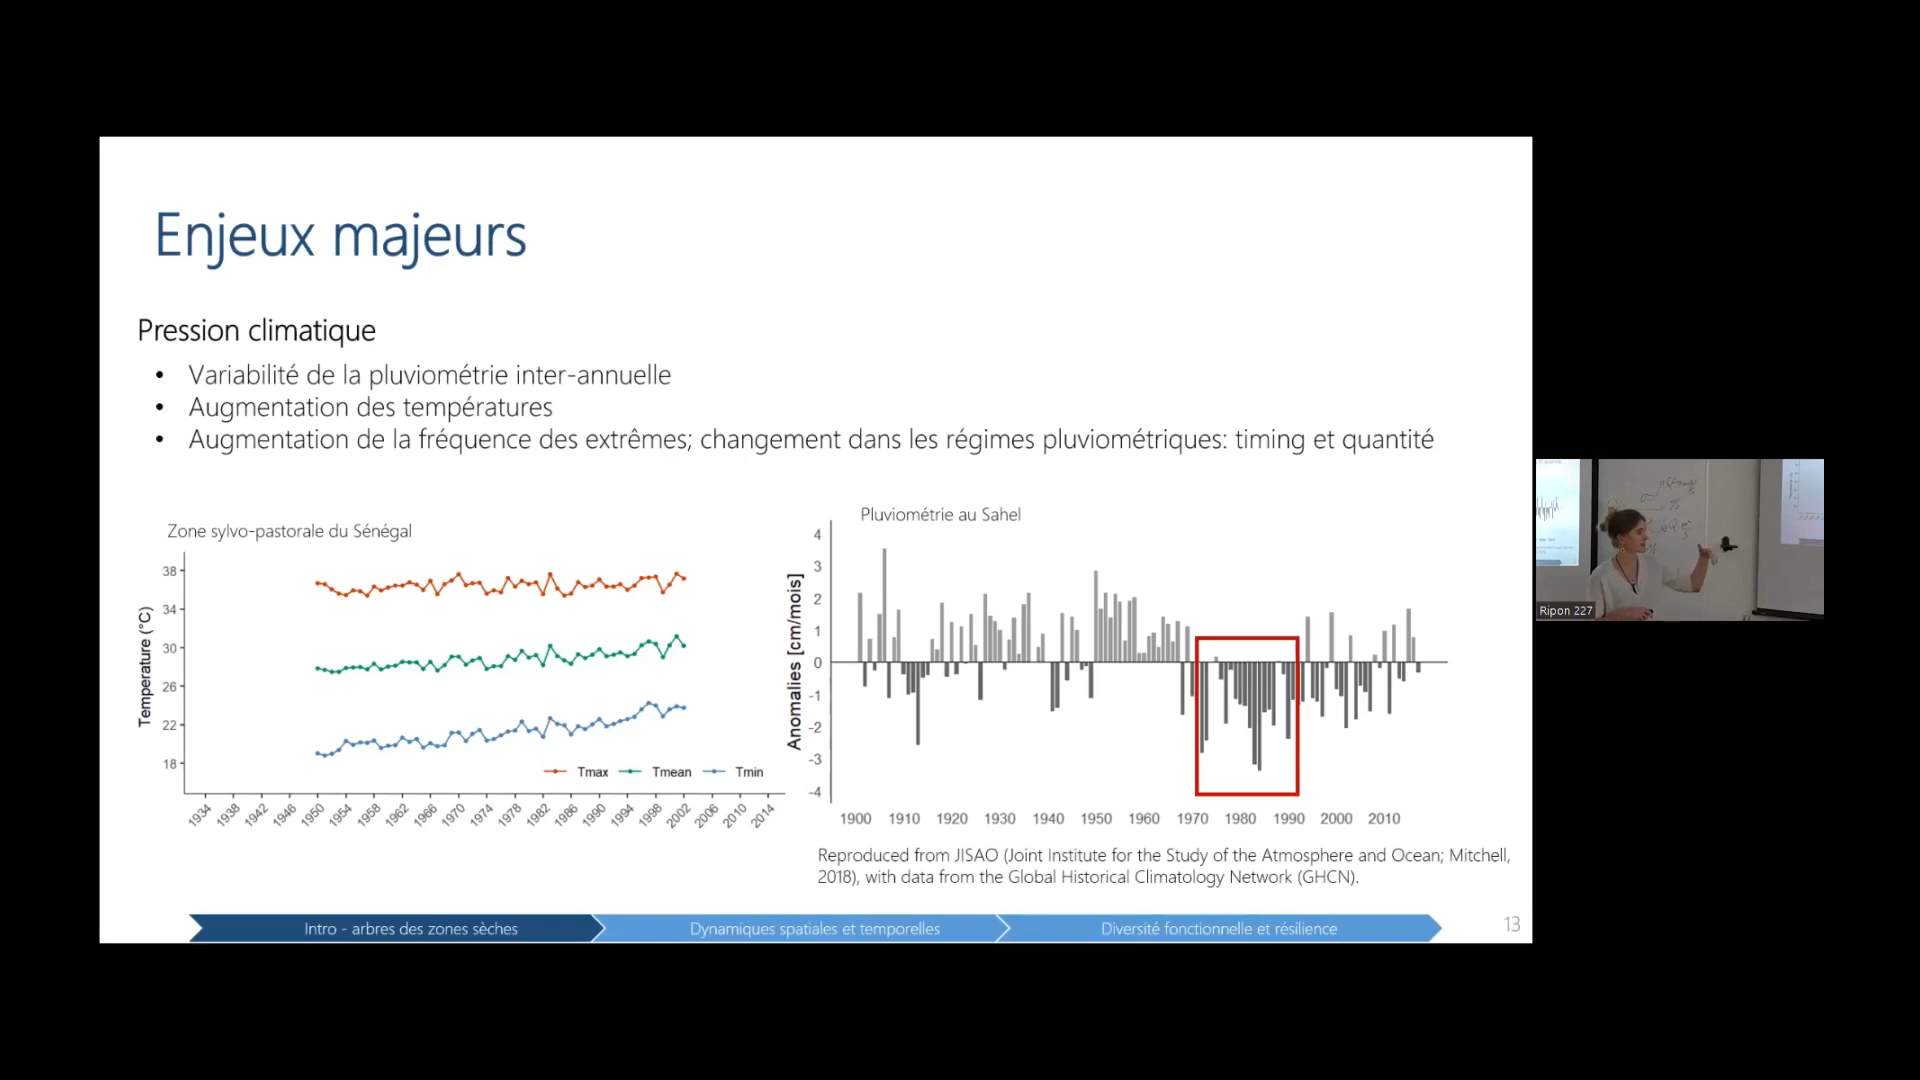 Enjeux majeurs
Pression climatique
• Variabilité de la pluviométrie inter-annuelle
• Augmentation des températures
• Augmentation de la fréquence des extrêmes; changement dans les régimes pluviométriques: timing et quantité
Zone sylvo-pastorale du Sénégal
Temperature (°C)
38
34
30
26
22
18
Tmax Tmean Tmin
1934 1938 1942 1946 1950 1954 1958 1962 1966 1970 1974 1978 1982 1986 1990 1994 1998 2002 2006 2010 2014
Pluviométrie au Sahel
Anomalies [cm/mois]
4
3
2
1
0
-1
-2
-3
-4
1900 1910 1920 1930 1940 1950 1960 1970 1980 1990 2000 2010
Reproduced from JISAO (Joint Institute for the Study of the Atmosphere and Ocean; Mitchell,
2018), with data from the Global Historical Climatology Network (GHCN).
Intro - arbres des zones sèches
Dynamiques spatiales et temporelles
Diversité fonctionnelle et résilience
13
Ripon 227